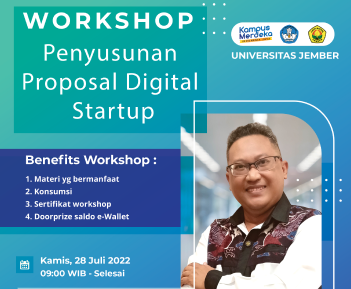 WORKSHOP
Penyusunan
Proposal Digital
Startup
Kampus
Merdeka
UNIVERSITAS JEMBER
Benefits Workshop :
1. Materi yg bermanfaat
2. Konsumsi
3. Sertifikat workshop
4. Doorprize saldo e-Wallet
Kamis, 28 Juli 2022
09:00 WIB - Selesai